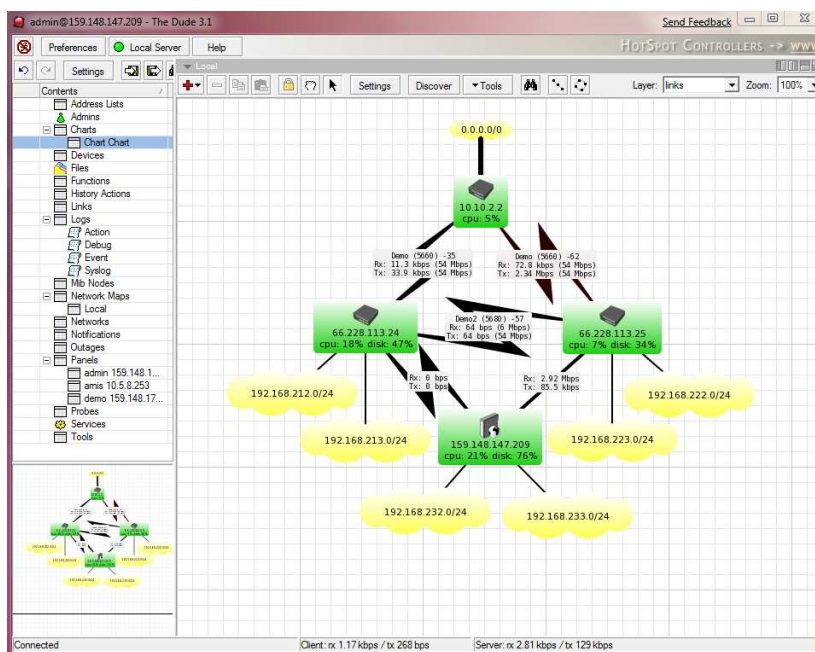 admin@159.148.147.209 - The Dude 3.1
Send Feedback
Preferences
Local Server
Help
HOTSPOT CONTROLLERS -> WWW
Settings
Local
Settings
Discover
Tools
Layer: links
Zoom: 100%
Contents
Address Lists
Admins
Charts
Chart Chart
Devices
Files
Functions
History Actions
Links
Logs
Action
Debug
Event
Syslog
Mib Nodes
Network Maps
Local
Networks
Notifications
Outages
Panels
admin 159.148.1...
amis 10.5.8.253
demo 159.148.17...
Probes
Services
Tools
0.0.0.0/0
10.10.2.2
cpu: 5%
Demo (5660) -35
Rx: 11.3 kbps (54 Mbps)
Tx: 33.9 kbps (54 Mbps)
Demo (5660) -62
Rx: 72.8 kbps (54 Mbps)
Tx: 2.34 Mbps (54 Mbps)
Demo2 (5680) -57
Rx: 64 bps (6 Mbps)
Tx: 64 bps (54 Mbps)
66.228.113.24
cpu: 18% disk: 47%
66.228.113.25
cpu: 7% disk: 34%
Rx: 0 bps
Tx: 0 bps
Rx: 2.92 Mbps
Tx: 85.5 kbps
192.168.212.0/24
192.168.222.0/24
192.168.213.0/24
159.148.147.209
cpu: 21% disk: 76%
192.168.223.0/24
192.168.232.0/24
192.168.233.0/24
Connected
Client: rx 1.17 kbps / tx 268 bps
Server: rx 2.81 kbps / tx 129 kbps